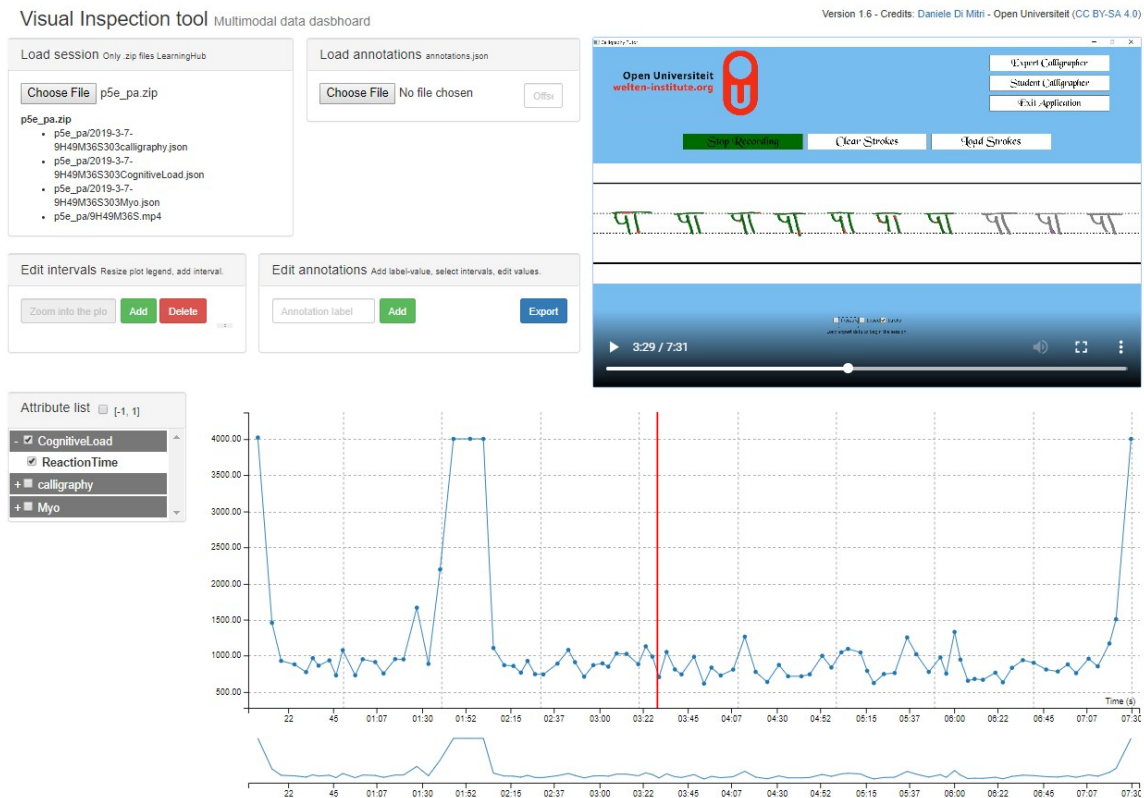 Visual Inspection tool Multimodal data dasbhoard
Version 1.6 - Credits: Daniele Di Mitri - Open Universiteit (CC BY-SA 4.0)
Load session Only .zip files LearningHub
Choose File p5e_pa.zip
p5e_pa.zip
p5e_pa/2019-3-7-
9H49M36S303calligraphy.json
p5e_pa/2019-3-7-
9H49M36S303CognitiveLoad.json
p5e_pa/2019-3-7-
9H49M36S303Myo.json
p5e_pa/9H49M36S.mp4
Load annotations annotations.json
Choose File No file chosen
Offse
Calligraphy Tutor
Open Universiteit
welten-institute.org
Expert Calligrapher
Student Calligrapher
Exit Application
Stop Recording Clear Strokes Load Strokes
पा पा पा पा पा पा पा पा पा पा
3:29 / 7:31
Edit intervals Resize plot legend, add interval.
Zoom into the plo Add Delete
Edit annotations Add label-value, select intervals, edit values.
Annotation label Add Export
Attribute list [-1, 1]
- CognitiveLoad
ReactionTime
+ calligraphy
+ Myo
4000.00
3500.00
3000.00
2500.00
2000.00
1500.00
1000.00
500.00
Time (s)
22 45 01:07 01:30 01:52 02:15 02:37 03:00 03:22 03:45 04:07 04:30 04:52 05:15 05:37 06:00 06:22 06:45 07:07 07:30
22 45 01:07 01:30 01:52 02:15 02:37 03:00 03:22 03:45 04:07 04:30 04:52 05:15 05:37 06:00 06:22 06:45 07:07 07:30